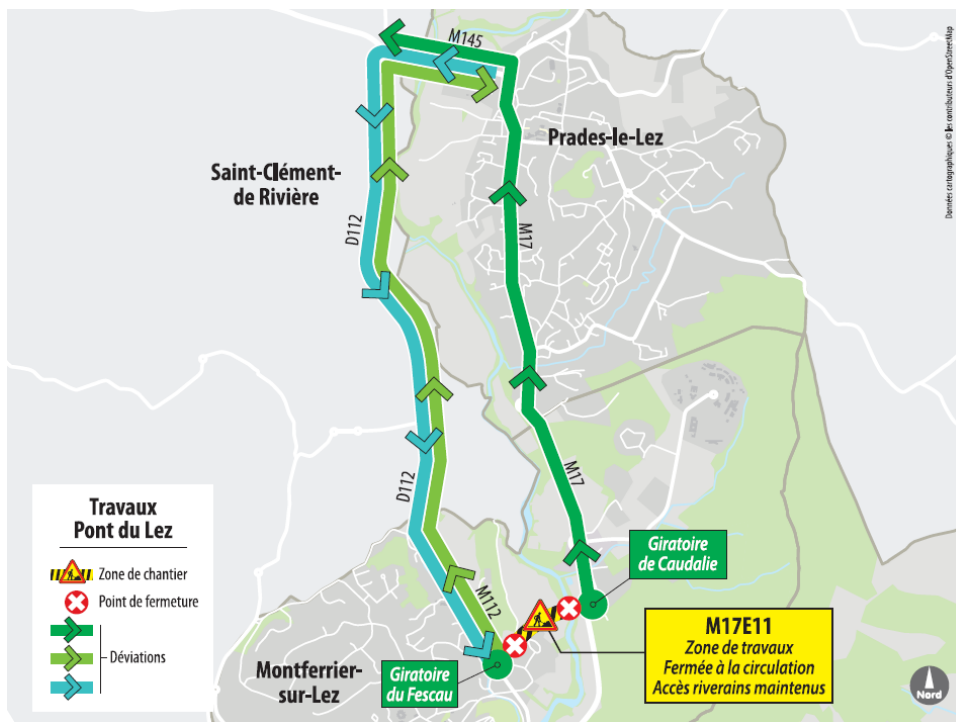 M145
Prades-le-Lez
Saint-Clément-
de Rivière
D112
M17
Données cartographiques © les contributeurs d'OpenStreetMap
D112
M17
Travaux
Pont du Lez
Zone de chantier
Point de fermeture
Déviations
Giratoire
de Caudalie
M112
M17E11
Zone de travaux
Fermée à la circulation
Accès riverains maintenus
Montferrier-
sur-Lez
Giratoire
du Fescau
Nord